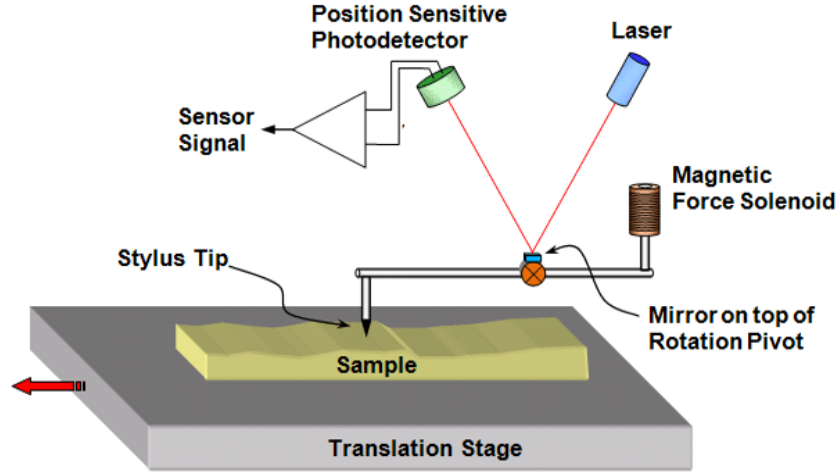 Position Sensitive
Photodetector
Laser
Sensor
Signal
Magnetic
Force Solenoid
Stylus Tip
Mirror on top of
Rotation Pivot
Sample
Translation Stage